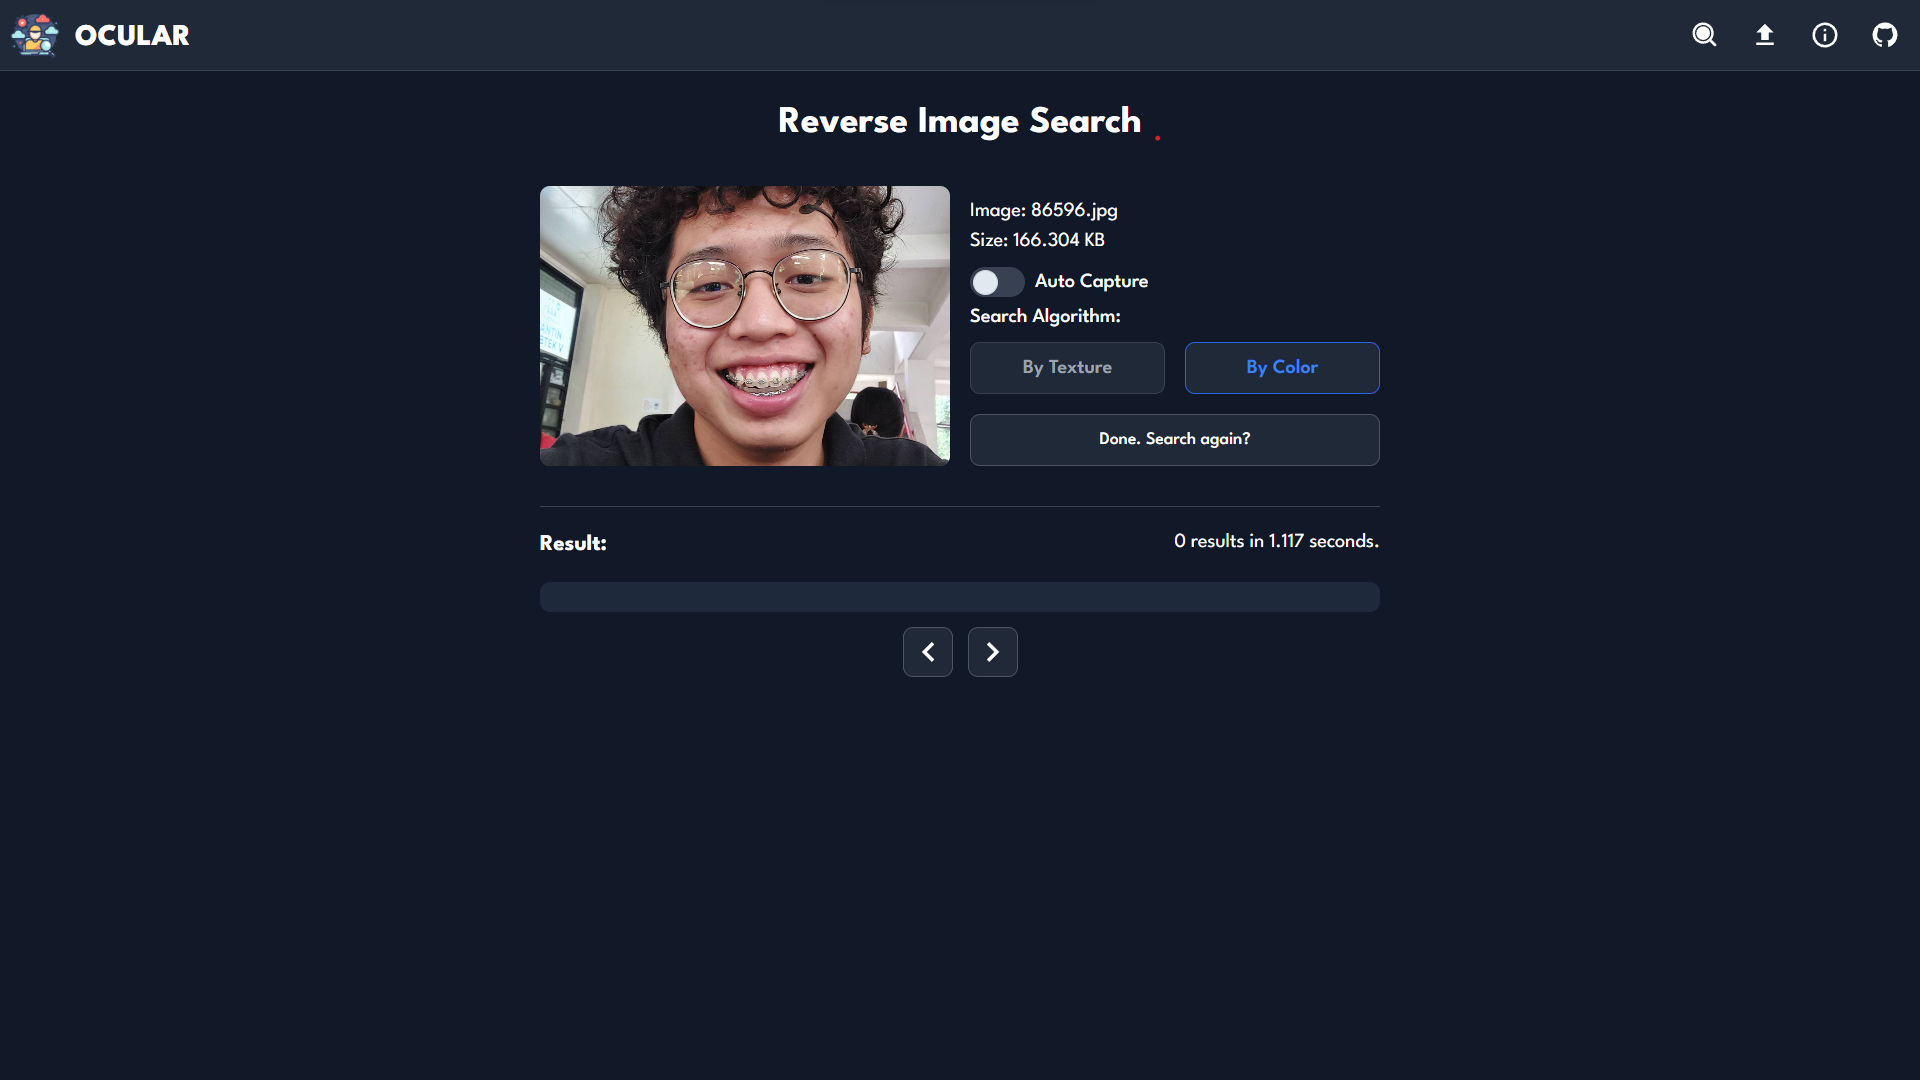 OCULAR
Reverse Image Search .
Image: 86596.jpg
Size: 166.304 KB
Auto Capture
Search Algorithm:
By Texture
By Color
Done. Search again?
Result:
0 results in 1.117 seconds.